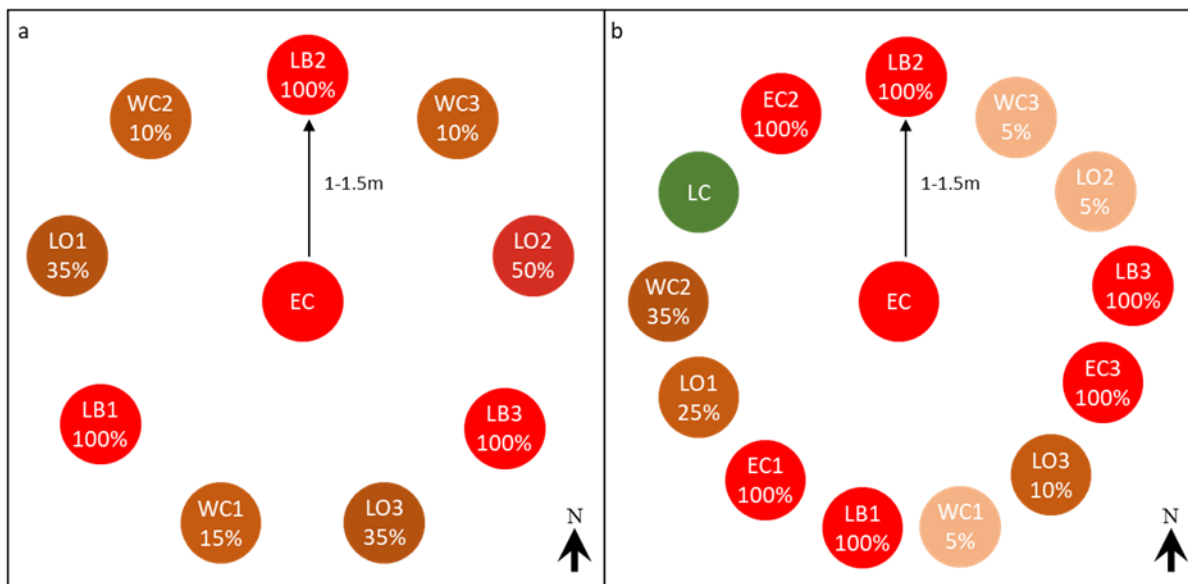 a
LB2
100%
WC2
10%
WC3
10%
1-1.5m
LO1
35%
LO2
50%
EC
LB1
100%
LB3
100%
WC1
15%
LO3
35%
N
b
LB2
100%
EC2
100%
WC3
5%
LC
1-1.5m
LO2
5%
WC2
35%
EC
LB3
100%
LO1
25%
EC3
100%
EC1
100%
LO3
10%
LB1
100%
WC1
5%
N